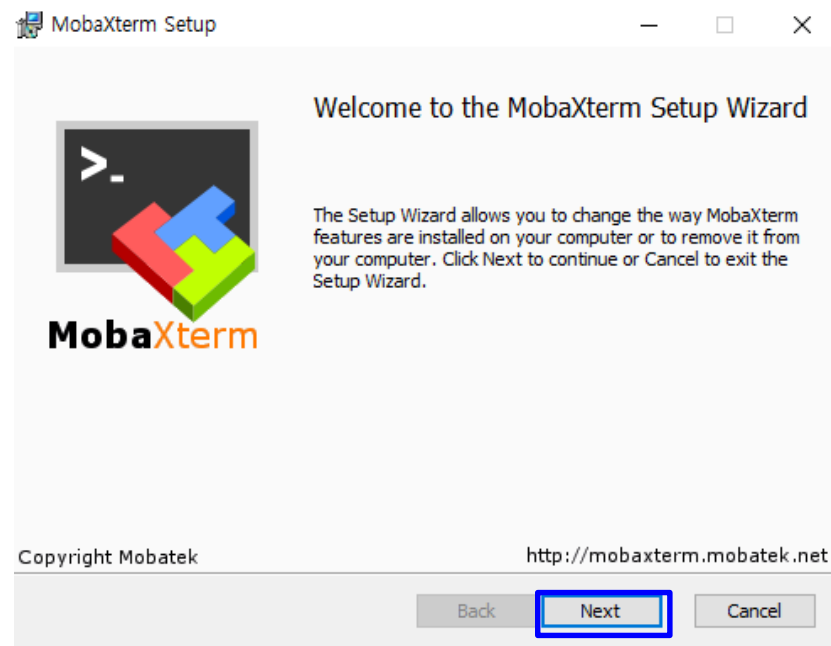 MobaXterm Setup
Welcome to the MobaXterm Setup Wizard
>_
The Setup Wizard allows you to change the way MobaXterm
features are installed on your computer or to remove it from
your computer. Click Next to continue or Cancel to exit the
Setup Wizard.
MobaXterm
Copyright Mobatek
http://mobaxterm.mobatek.net
Back
Next
Cancel